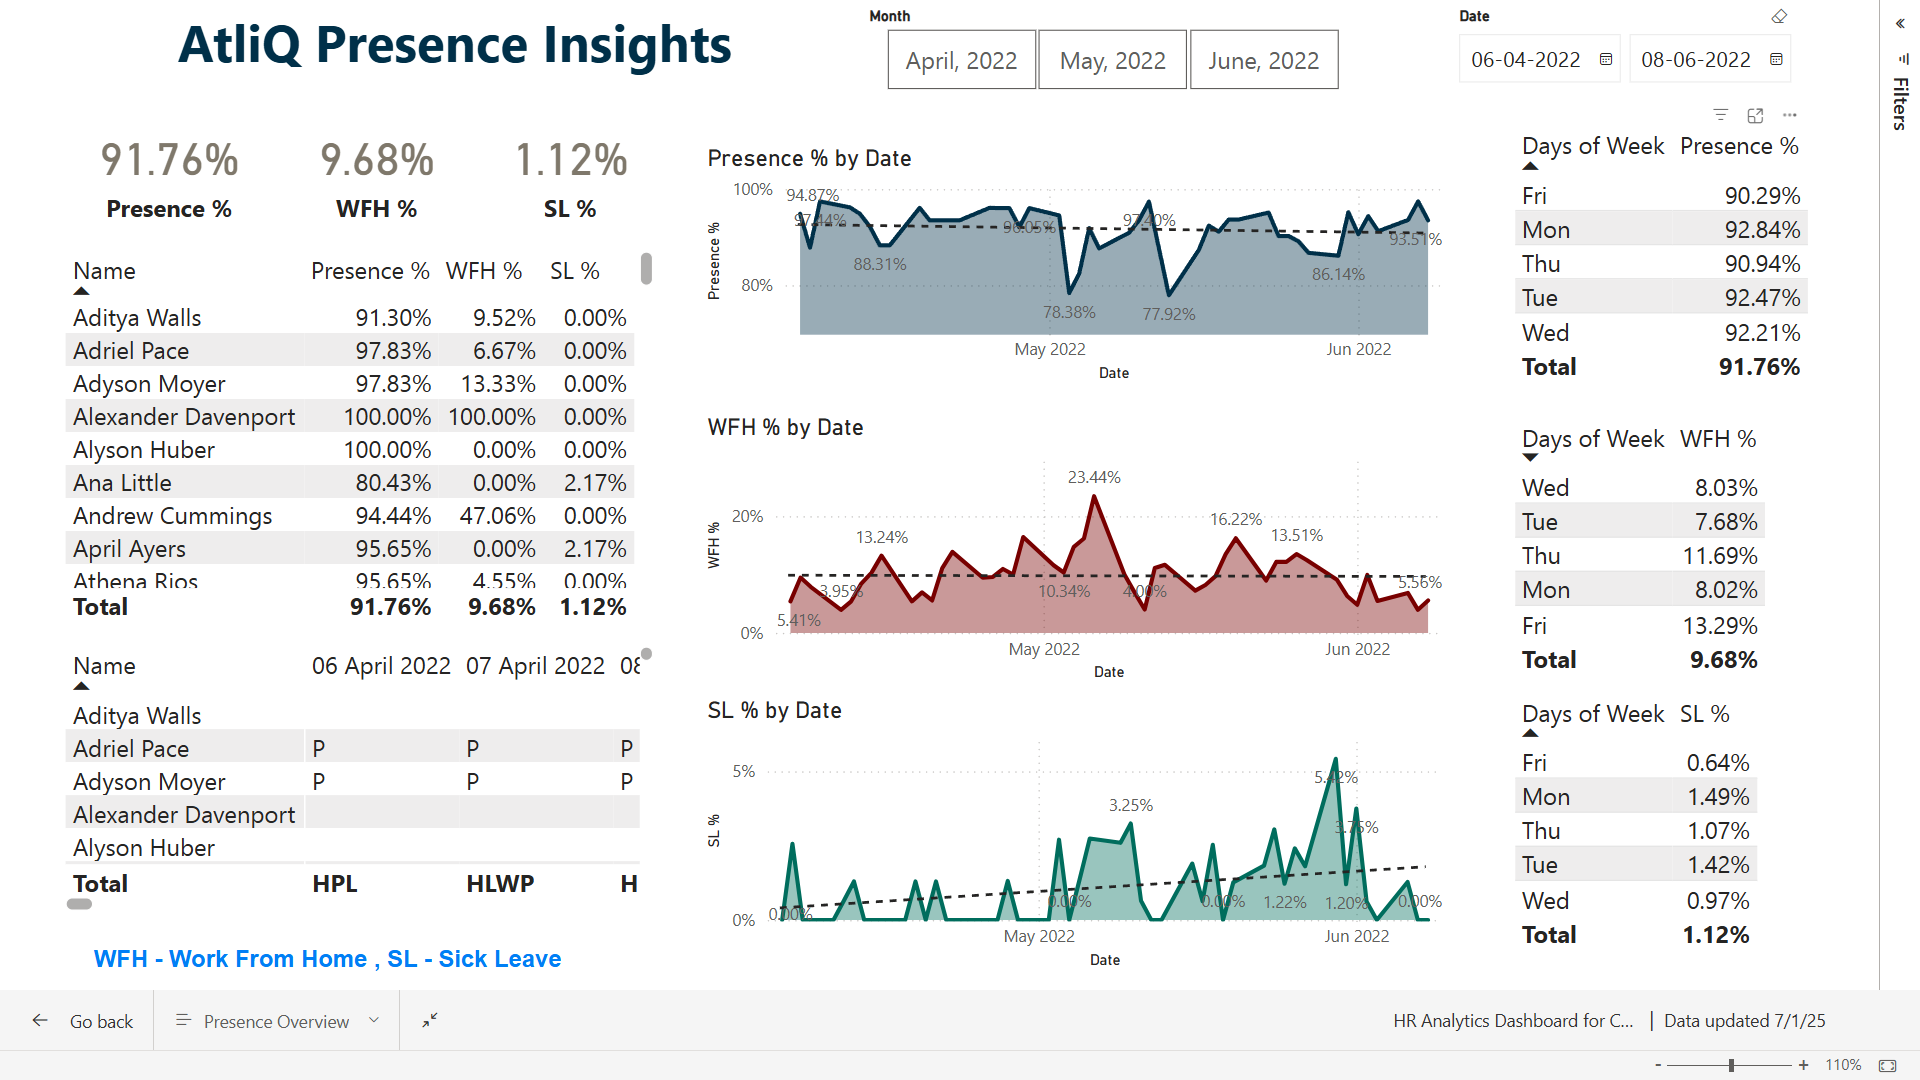 AtliQ Presence Insights
Month
April, 2022
May, 2022
June, 2022
Date
06-04-2022
08-06-2022
Filters
91.76%
Presence %
9.68%
WFH %
1.12%
SL %
Name Presence % WFH % SL %
Aditya Walls 91.30% 9.52% 0.00%
Adriel Pace 97.83% 6.67% 0.00%
Adyson Moyer 97.83% 13.33% 0.00%
Alexander Davenport 100.00% 100.00% 0.00%
Alyson Huber 100.00% 0.00% 0.00%
Ana Little 80.43% 0.00% 2.17%
Andrew Cummings 94.44% 47.06% 0.00%
April Ayers 95.65% 0.00% 2.17%
Athena Rios 95.65% 4.55% 0.00%
Total 91.76% 9.68% 1.12%
Name 06 April 2022 07 April 2022 08
Aditya Walls
Adriel Pace P P P
Adyson Moyer P P P
Alexander Davenport
Alyson Huber
Total HPL HLWP H
WFH - Work From Home , SL - Sick Leave
Presence % by Date
Presence %
100%
80%
94.87%
97.44%
88.31%
96.05%
78.38%
97.40%
77.92%
86.14%
93.51%
May 2022
Jun 2022
Date
WFH % by Date
WFH %
20%
0%
5.41%
3.95%
13.24%
10.34%
23.44%
4.00%
16.22%
13.51%
5.56%
May 2022
Jun 2022
Date
SL % by Date
SL %
5%
0%
0.00%
0.00%
3.25%
0.00%
1.22%
5.42%
1.20%
3.75%
0.00%
May 2022
Jun 2022
Date
Days of Week Presence %
Fri 90.29%
Mon 92.84%
Thu 90.94%
Tue 92.47%
Wed 92.21%
Total 91.76%
Days of Week WFH %
Wed 8.03%
Tue 7.68%
Thu 11.69%
Mon 8.02%
Fri 13.29%
Total 9.68%
Days of Week SL %
Fri 0.64%
Mon 1.49%
Thu 1.07%
Tue 1.42%
Wed 0.97%
Total 1.12%
Go back
Presence Overview
HR Analytics Dashboard for C... | Data updated 7/1/25
- + 110%